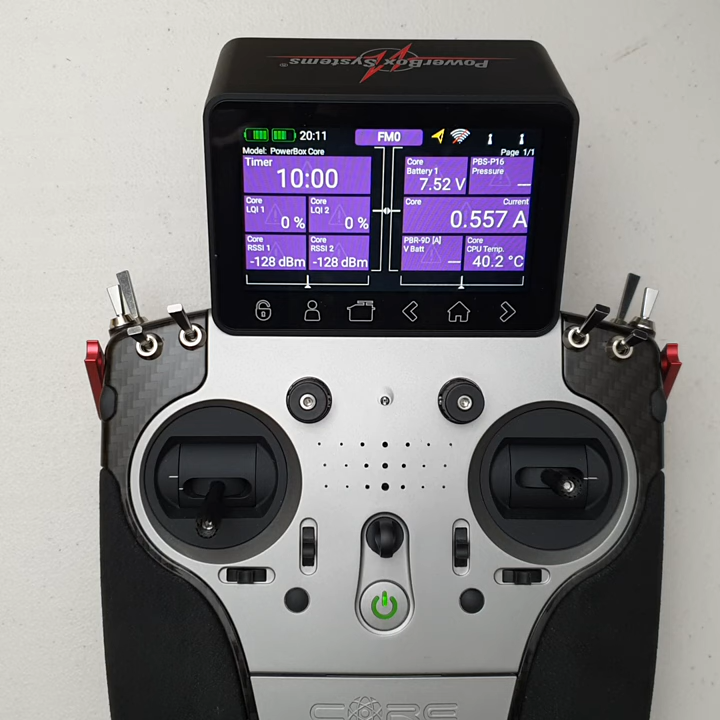 PowerBox Systems®
20:11
FM0
Model: PowerBox Core
Page 1/1
Timer
10:00
Core
Battery 1
7.52 V
PBS-P16
Pressure
—
Core
LQI 1
0 %
Core
LQI 2
0 %
Core
Current
0.557 A
Core
RSSI 1
-128 dBm
Core
RSSI 2
-128 dBm
PBR-9D [A]
V Batt
—
Core
CPU Temp.
40.2 °C
CORE